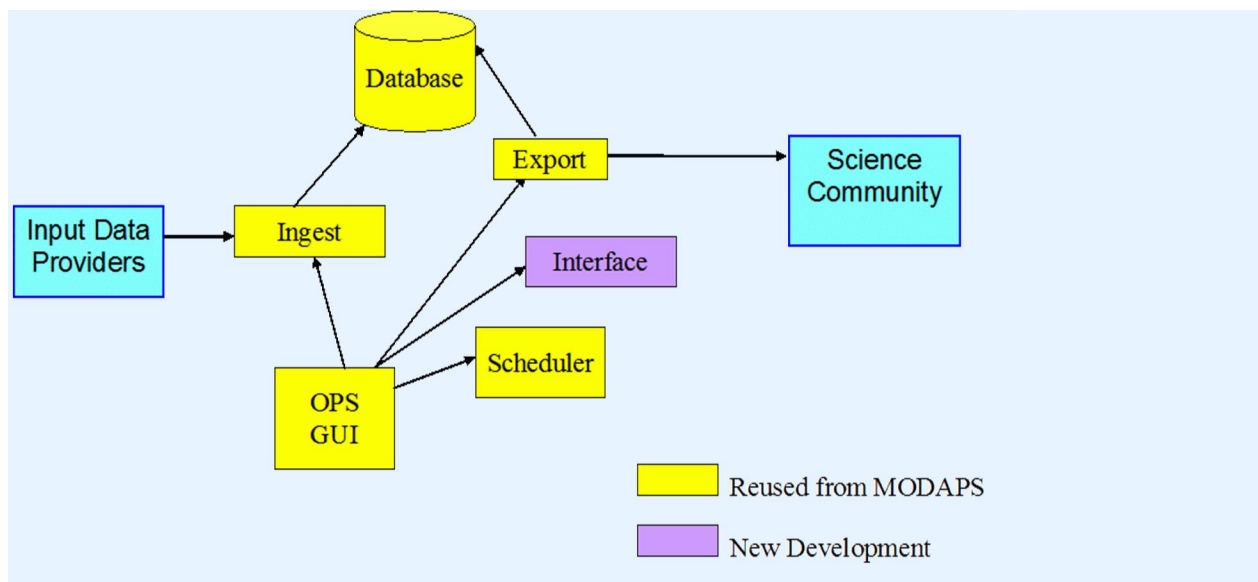 Database
Export
Science
Community
Input Data
Providers
Ingest
Interface
Scheduler
OPS
GUI
Reused from MODAPS
New Development